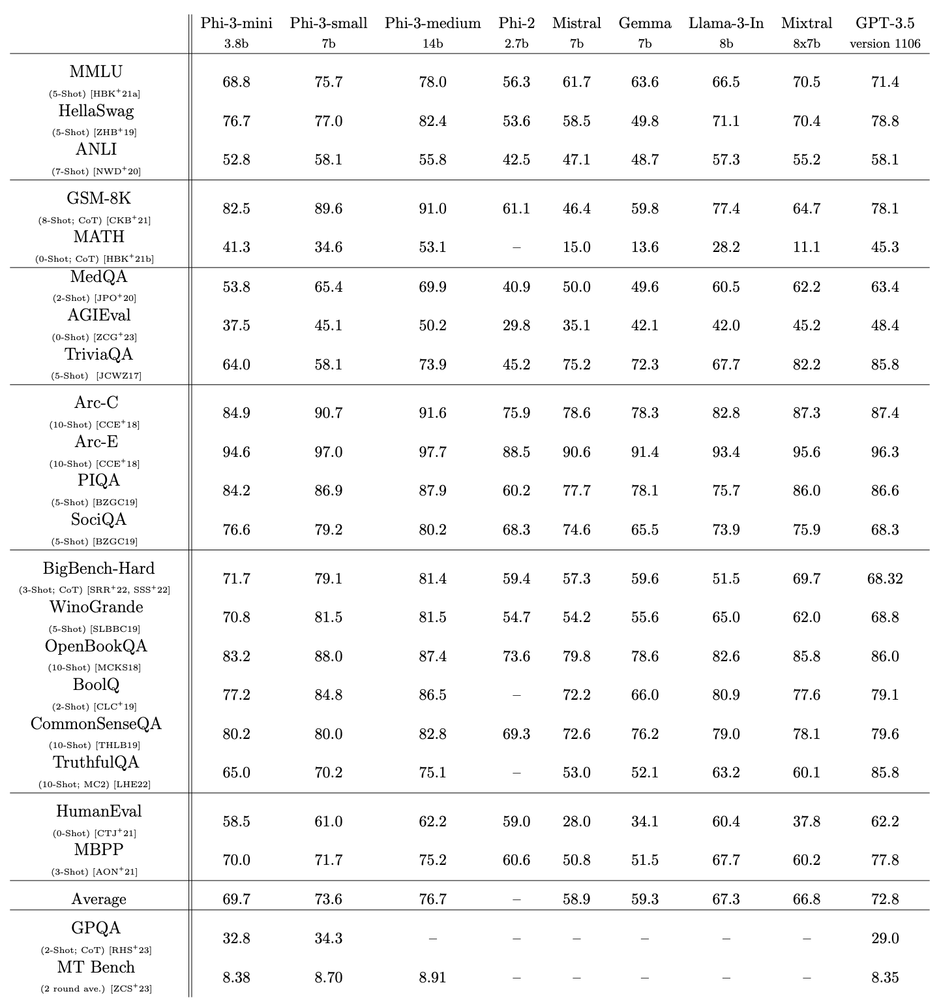 Phi-3-mini Phi-3-small Phi-3-medium Phi-2 Mistral Gemma Llama-3-In Mixtral GPT-3.5
3.8b 7b 14b 2.7b 7b 7b 8b 8x7b version 1106
MMLU
68.8 75.7 78.0 56.3 61.7 63.6 66.5 70.5 71.4
(5-Shot) [HBK+21a]
HellaSwag
76.7 77.0 82.4 53.6 58.5 49.8 71.1 70.4 78.8
(5-Shot) [ZHB+19]
ANLI
52.8 58.1 55.8 42.5 47.1 48.7 57.3 55.2 58.1
(7-Shot) [NWD+20]
GSM-8K
82.5 89.6 91.0 61.1 46.4 59.8 77.4 64.7 78.1
(8-Shot; CoT) [CKB+21]
MATH
41.3 34.6 53.1 – 15.0 13.6 28.2 11.1 45.3
(0-Shot; CoT) [HBK+21b]
MedQA
53.8 65.4 69.9 40.9 50.0 49.6 60.5 62.2 63.4
(2-Shot) [JPO+20]
AGIEval
37.5 45.1 50.2 29.8 35.1 42.1 42.0 45.2 48.4
(0-Shot) [ZCG+23]
TriviaQA
64.0 58.1 73.9 45.2 75.2 72.3 67.7 82.2 85.8
(5-Shot) [JCWZ17]
Arc-C
84.9 90.7 91.6 75.9 78.6 78.3 82.8 87.3 87.4
(10-Shot) [CCE+18]
Arc-E
94.6 97.0 97.7 88.5 90.6 91.4 93.4 95.6 96.3
(10-Shot) [CCE+18]
PIQA
84.2 86.9 87.9 60.2 77.7 78.1 75.7 86.0 86.6
(5-Shot) [BZGC19]
SociQA
76.6 79.2 80.2 68.3 74.6 65.5 73.9 75.9 68.3
(5-Shot) [BZGC19]
BigBench-Hard
71.7 79.1 81.4 59.4 57.3 59.6 51.5 69.7 68.32
(3-Shot; CoT) [SRR+22, SSS+22]
WinoGrande
70.8 81.5 81.5 54.7 54.2 55.6 65.0 62.0 68.8
(5-Shot) [SLBBC19]
OpenBookQA
83.2 88.0 87.4 73.6 79.8 78.6 82.6 85.8 86.0
(10-Shot) [MCKS18]
BoolQ
77.2 84.8 86.5 – 72.2 66.0 80.9 77.6 79.1
(2-Shot) [CLC+19]
CommonSenseQA
80.2 80.0 82.8 69.3 72.6 76.2 79.0 78.1 79.6
(10-Shot) [THLB19]
TruthfulQA
65.0 70.2 75.1 – 53.0 52.1 63.2 60.1 85.8
(10-Shot; MC2) [LHE22]
HumanEval
58.5 61.0 62.2 59.0 28.0 34.1 60.4 37.8 62.2
(0-Shot) [CTJ+21]
MBPP
70.0 71.7 75.2 60.6 50.8 51.5 67.7 60.2 77.8
(3-Shot) [AON+21]
Average 69.7 73.6 76.7 – 58.9 59.3 67.3 66.8 72.8
GPQA
32.8 34.3 – – – – – – 29.0
(2-Shot; CoT) [RHS+23]
MT Bench
8.38 8.70 8.91 – – – – – 8.35
(2 round ave.) [ZCS+23]